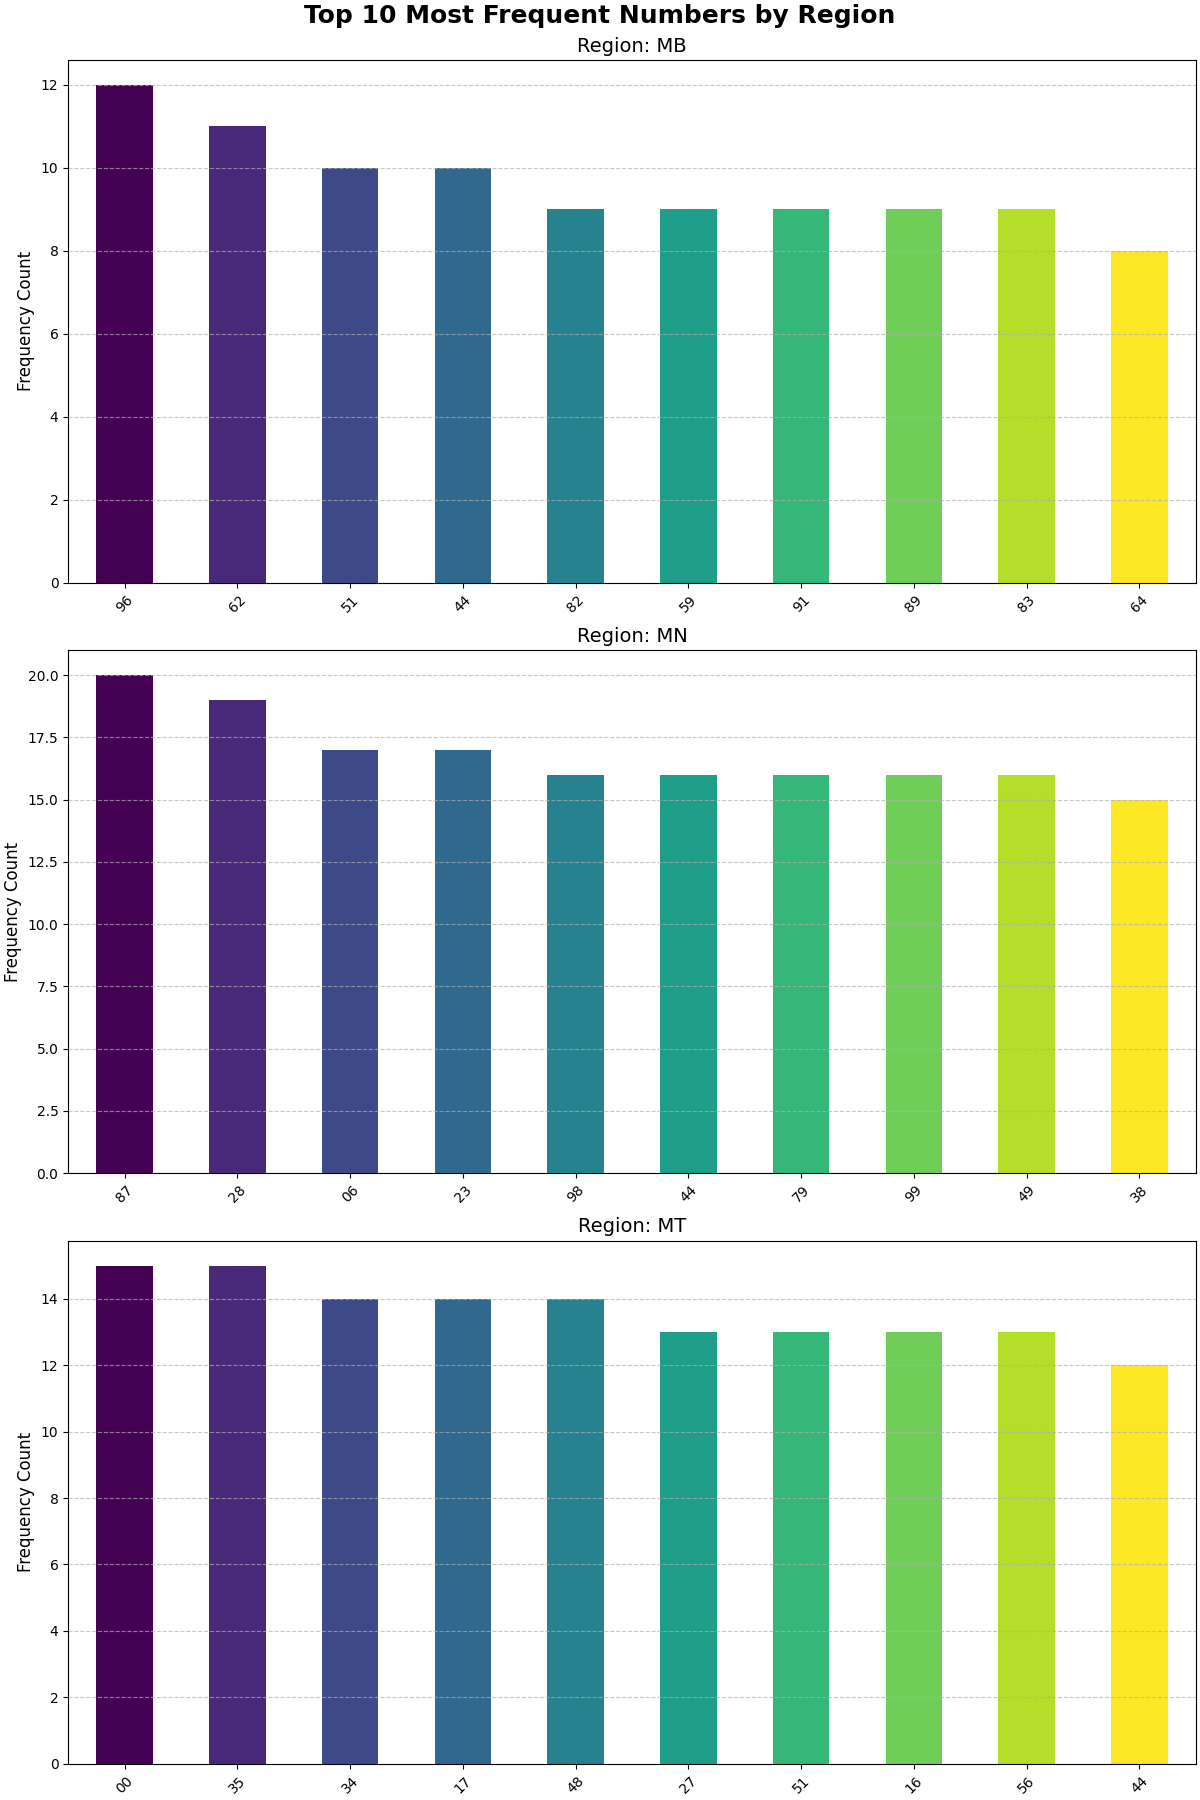 Top 10 Most Frequent Numbers by Region
Region: MB
Frequency Count
12
10
8
6
4
2
0
96 62 51 44 82 59 91 89 83 64
Region: MN
Frequency Count
20.0
17.5
15.0
12.5
10.0
7.5
5.0
2.5
0.0
87 28 06 23 98 44 79 99 49 38
Region: MT
Frequency Count
14
12
10
8
6
4
2
0
00 35 34 17 48 27 51 16 56 44